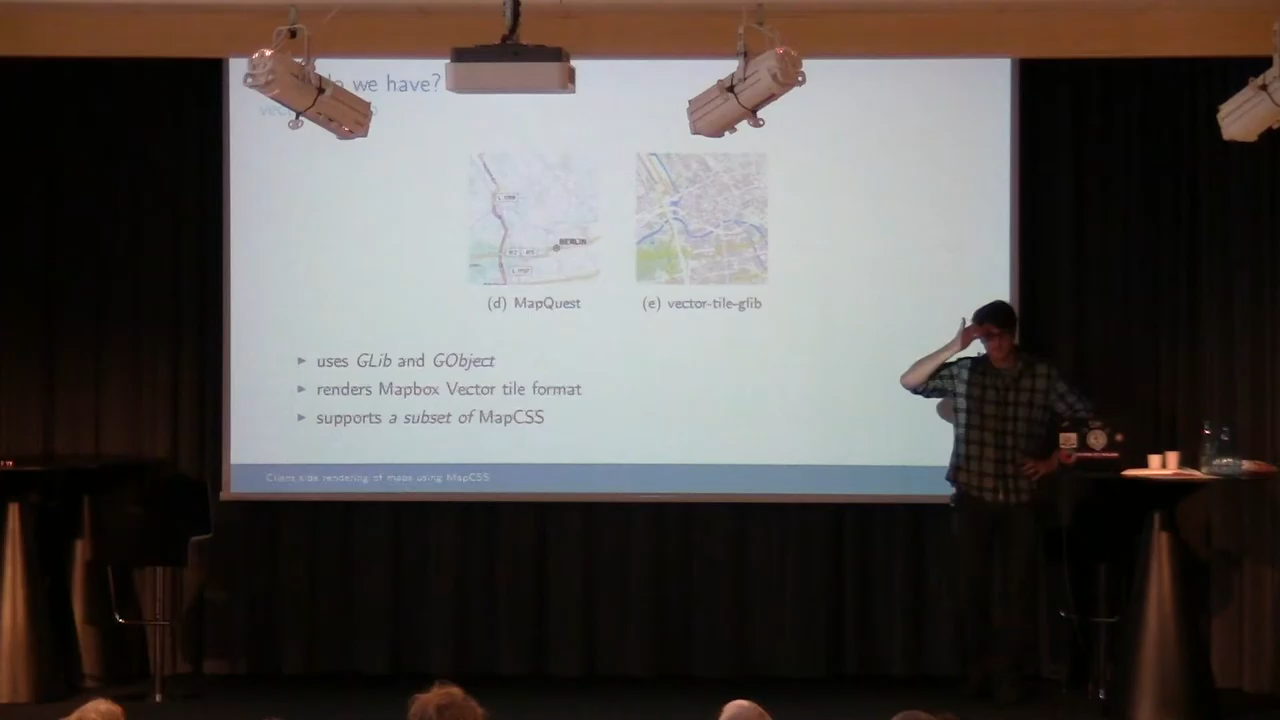 we have?
BERLIN
(d) MapQuest
(e) vector-tile-glib
▶ uses GLib and GObject
▶ renders Mapbox Vector tile format
▶ supports a subset of MapCSS
Client side rendering of maps using MapCSS